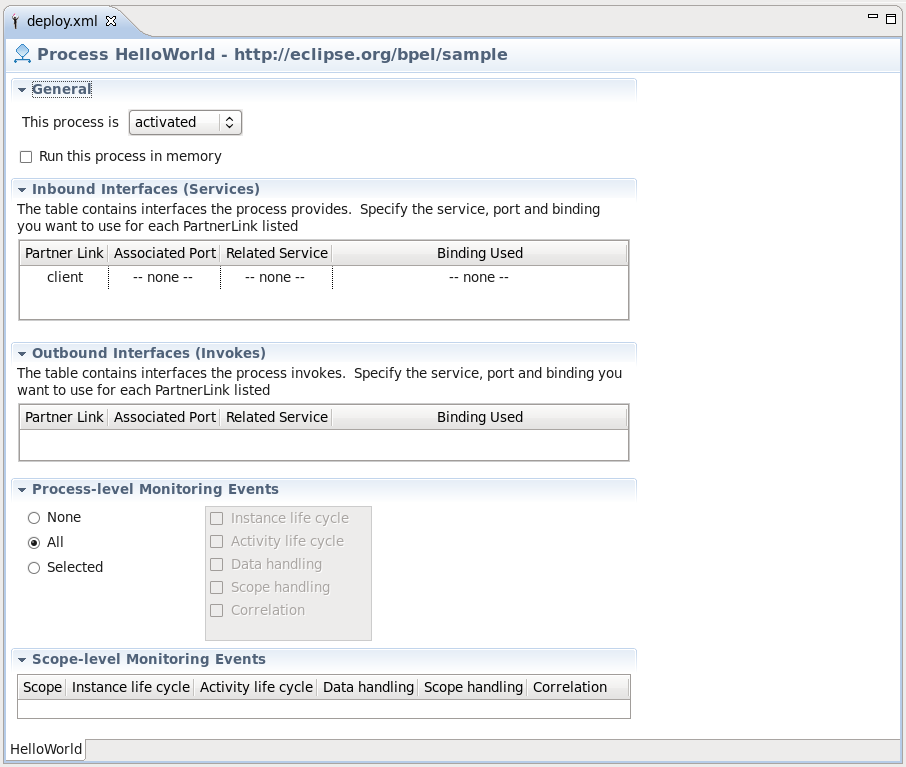 deploy.xml
Process HelloWorld - http://eclipse.org/bpel/sample
General
This process is activated
Run this process in memory
Inbound Interfaces (Services)
The table contains interfaces the process provides.  Specify the service, port and binding
you want to use for each PartnerLink listed
Partner Link Associated Port Related Service Binding Used
client -- none -- -- none -- -- none --
Outbound Interfaces (Invokes)
The table contains interfaces the process invokes.  Specify the service, port and binding you
want to use for each PartnerLink listed
Partner Link Associated Port Related Service Binding Used
Process-level Monitoring Events
None Instance life cycle
All Activity life cycle
Selected Data handling
Scope handling
Correlation
Scope-level Monitoring Events
Scope Instance life cycle Activity life cycle Data handling Scope handling Correlation
HelloWorld